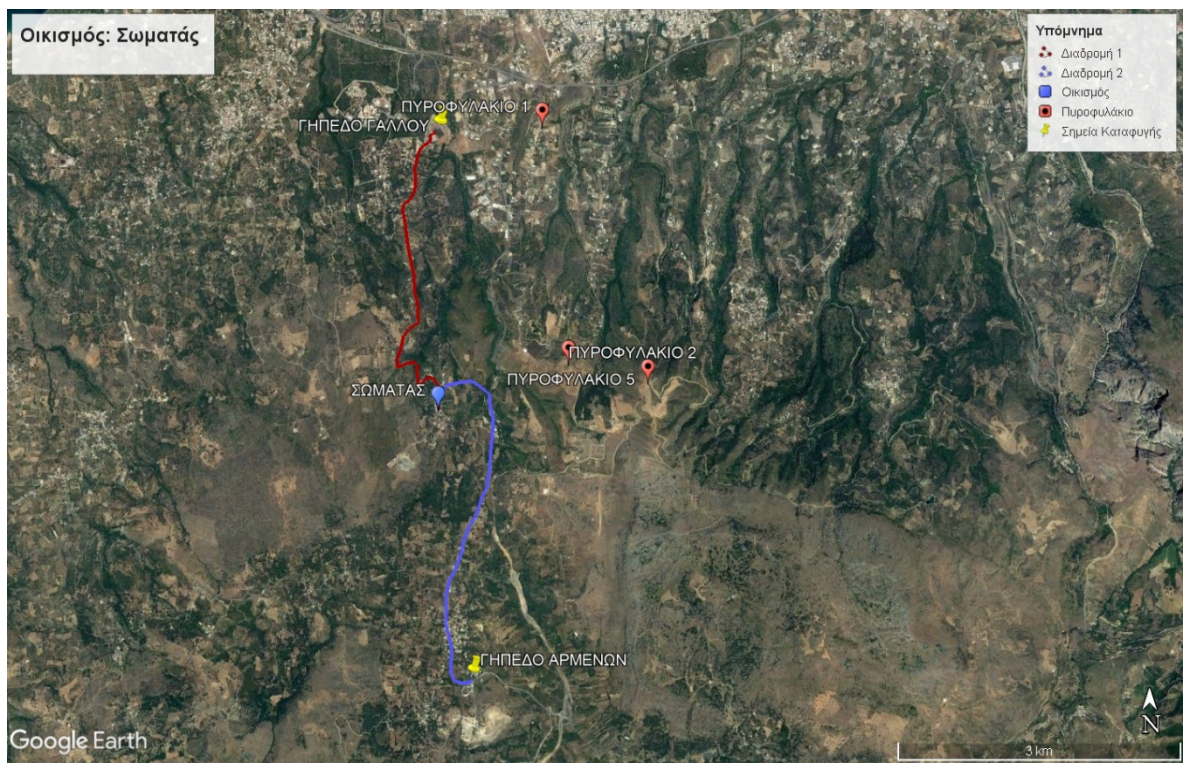 Οικισμός: Σωματάς
Υπόμνημα
Διαδρομή 1
Διαδρομή 2
Οικισμός
Πυροφυλάκιο
Σημεία Καταφυγής
ΠΥΡΟΦΥΛΑΚΙΟ 1
ΓΗΠΕΔΟ ΓΑΛΛΟΥ
ΠΥΡΟΦΥΛΑΚΙΟ 2
ΠΥΡΟΦΥΛΑΚΙΟ 5
ΣΩΜΑΤΑΣ
ΓΗΠΕΔΟ ΑΡΜΕΝΩΝ
N
Google Earth
3 km